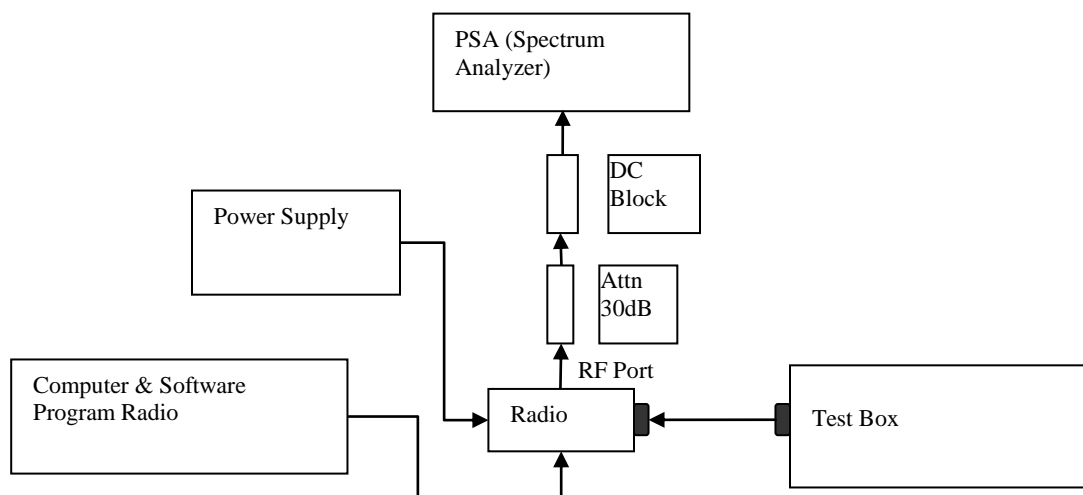 PSA (Spectrum
Analyzer)
DC
Block
Power Supply
Attn
30dB
RF Port
Computer & Software
Program Radio
Radio
Test Box